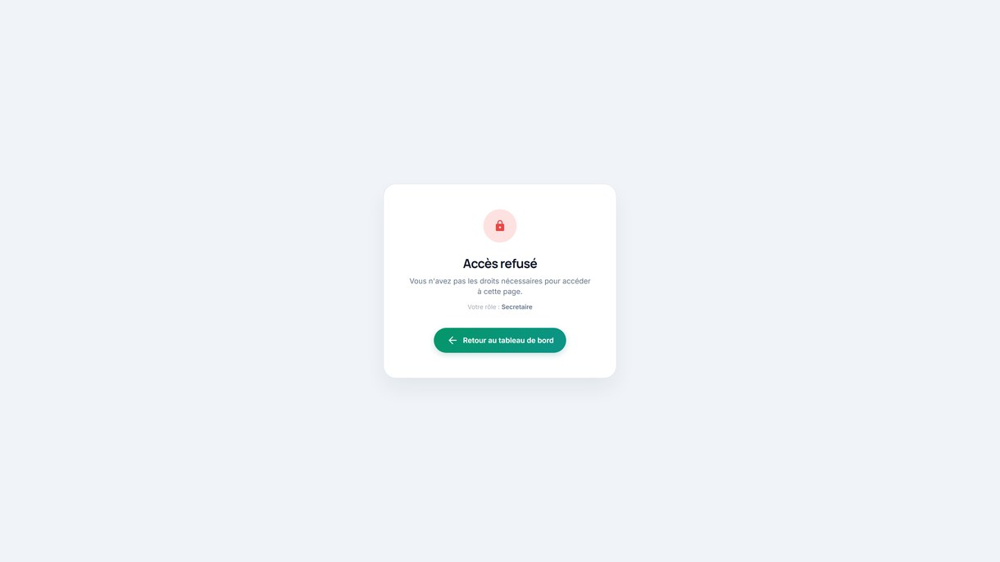 Accès refusé
Vous n'avez pas les droits nécessaires pour accéder
à cette page.
Votre rôle : Secretaire
Retour au tableau de bord